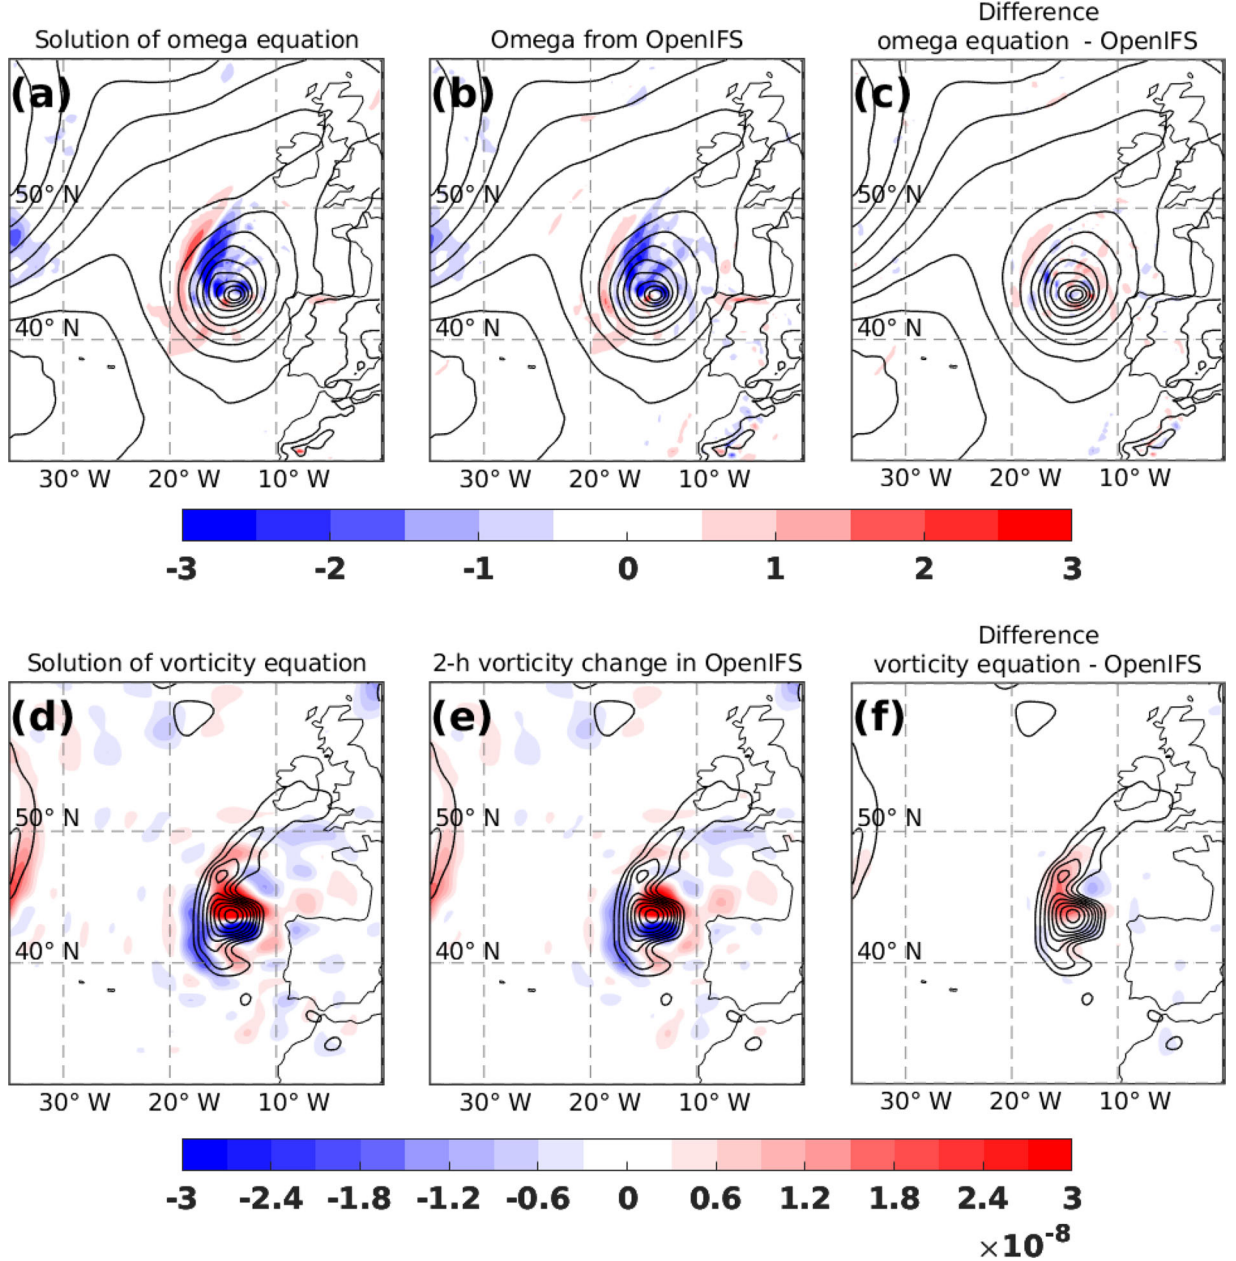 Solution of omega equation
Omega from OpenIFS
Difference
omega equation - OpenIFS
(a)
50° N
40° N
30° W 20° W 10° W
(b)
50° N
40° N
30° W 20° W 10° W
(c)
50° N
40° N
30° W 20° W 10° W
-3 -2 -1 0 1 2 3
Solution of vorticity equation
2-h vorticity change in OpenIFS
Difference
vorticity equation - OpenIFS
(d)
50° N
40° N
30° W 20° W 10° W
(e)
50° N
40° N
30° W 20° W 10° W
(f)
50° N
40° N
30° W 20° W 10° W
-3 -2.4 -1.8 -1.2 -0.6 0 0.6 1.2 1.8 2.4 3
×10⁻⁸